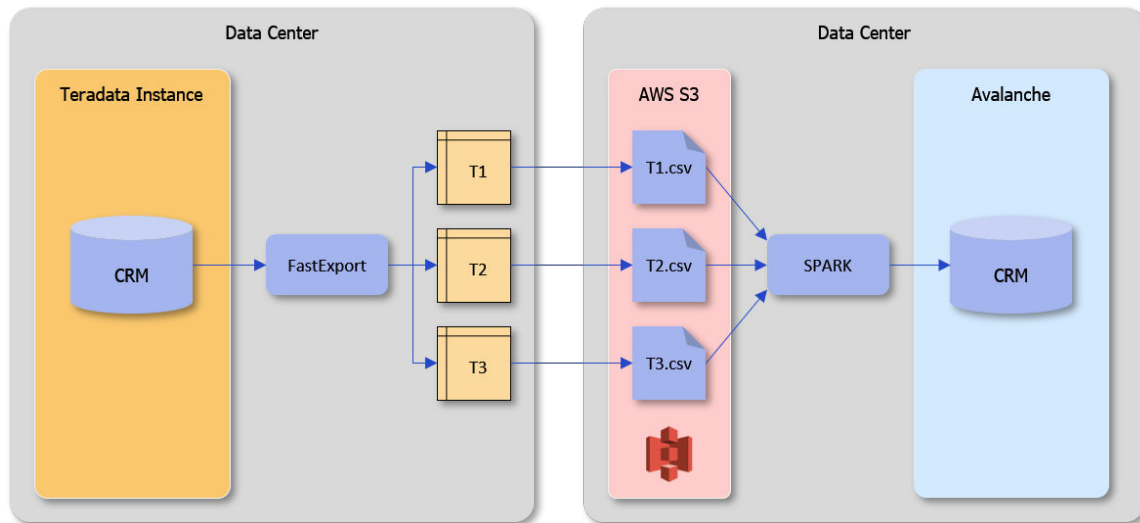 Data Center
Data Center
Teradata Instance
AWS S3
Avalanche
T1
T1.csv
CRM
FastExport
T2
T2.csv
SPARK
CRM
T3
T3.csv